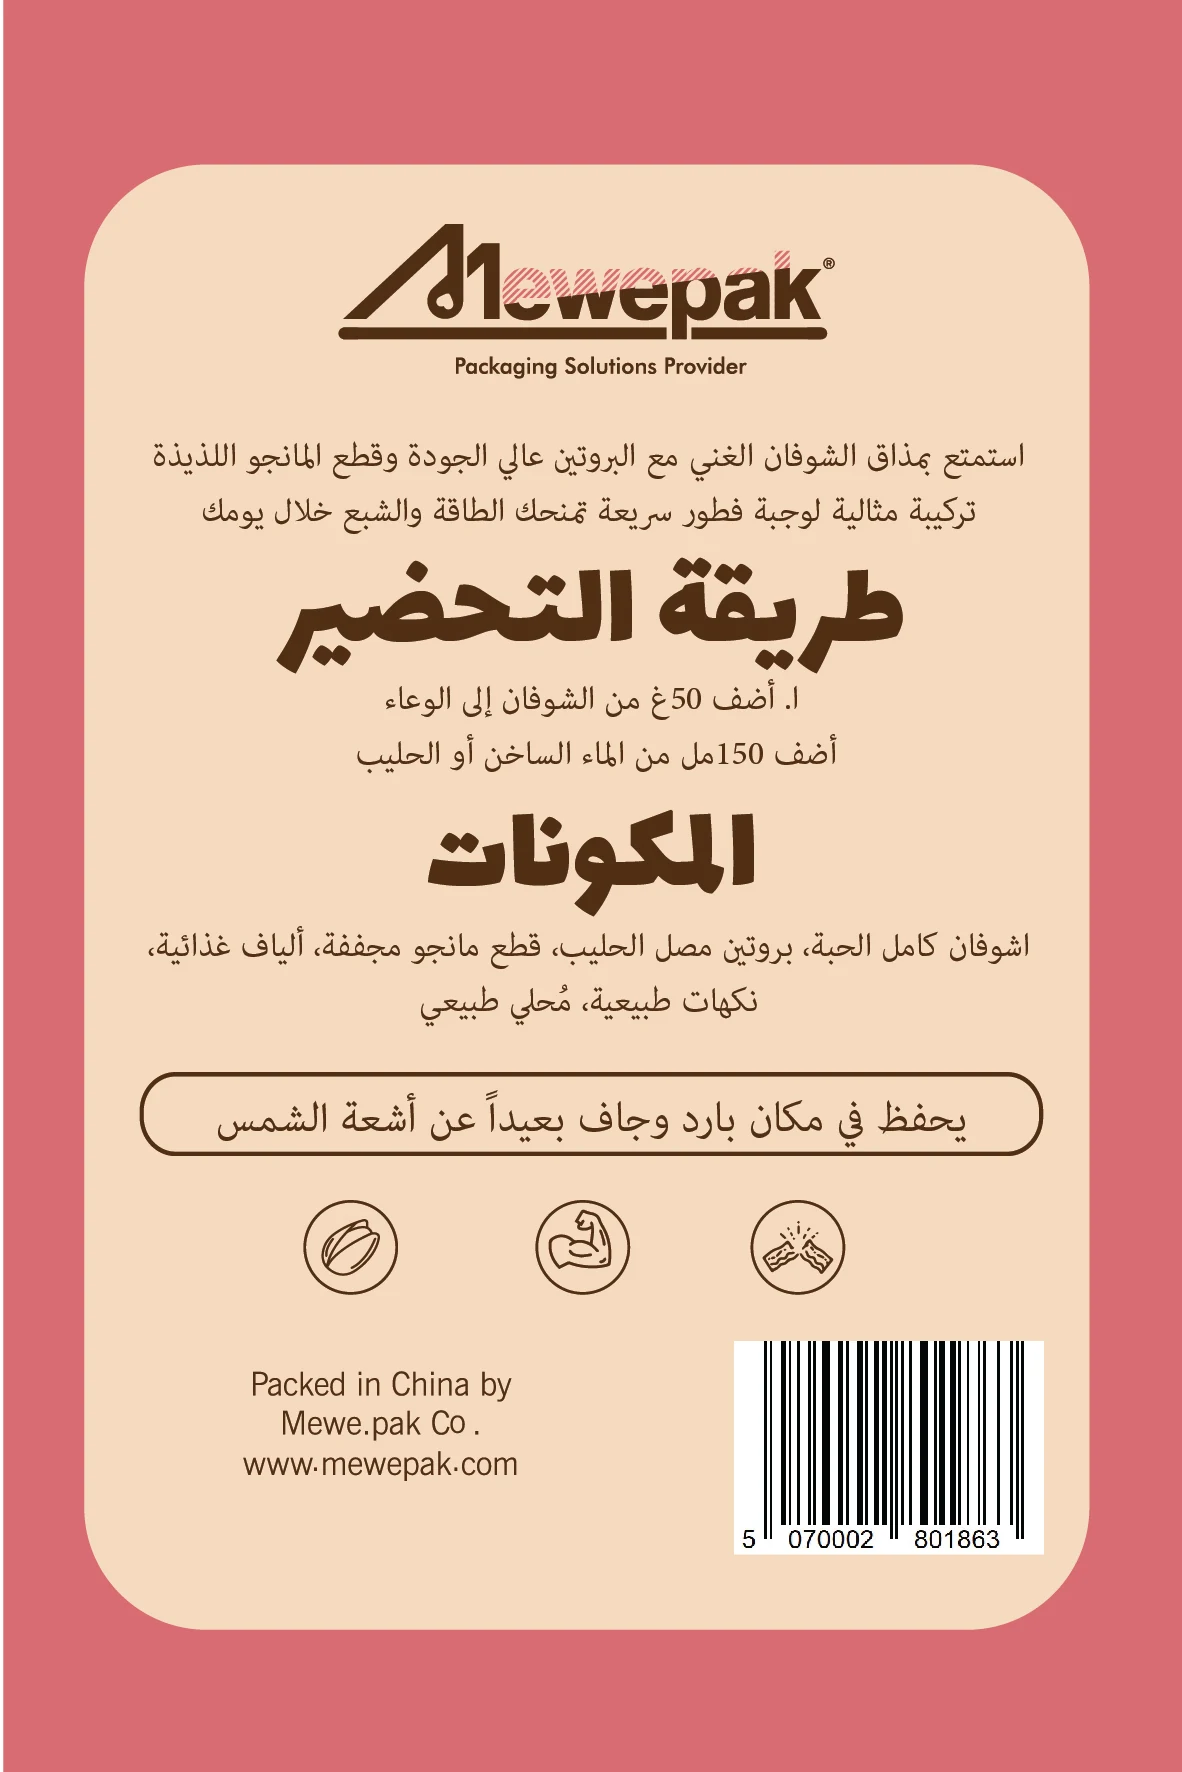 Mewepak®
Packaging Solutions Provider
استمتع بمذاق الشوفان الغني مع البروتين عالي الجودة وقطع المانجو اللذيذة
تركيبة مثالية لوجبة فطور سريعة تمنحك الطاقة والشبع خلال يومك
طريقة التحضير
ا. أضف 50غ من الشوفان إلى الوعاء
أضف 150مل من الماء الساخن أو الحليب
المكونات
اشوفان كامل الحبة، بروتين مصل الحليب، قطع مانجو مجففة، ألياف غذائية،
نكهات طبيعية، مُحلي طبيعي
يحفظ في مكان بارد وجاف بعيداً عن أشعة الشمس
Packed in China by
Mewe.pak Co .
www.mewepak.com
5 070002 801863